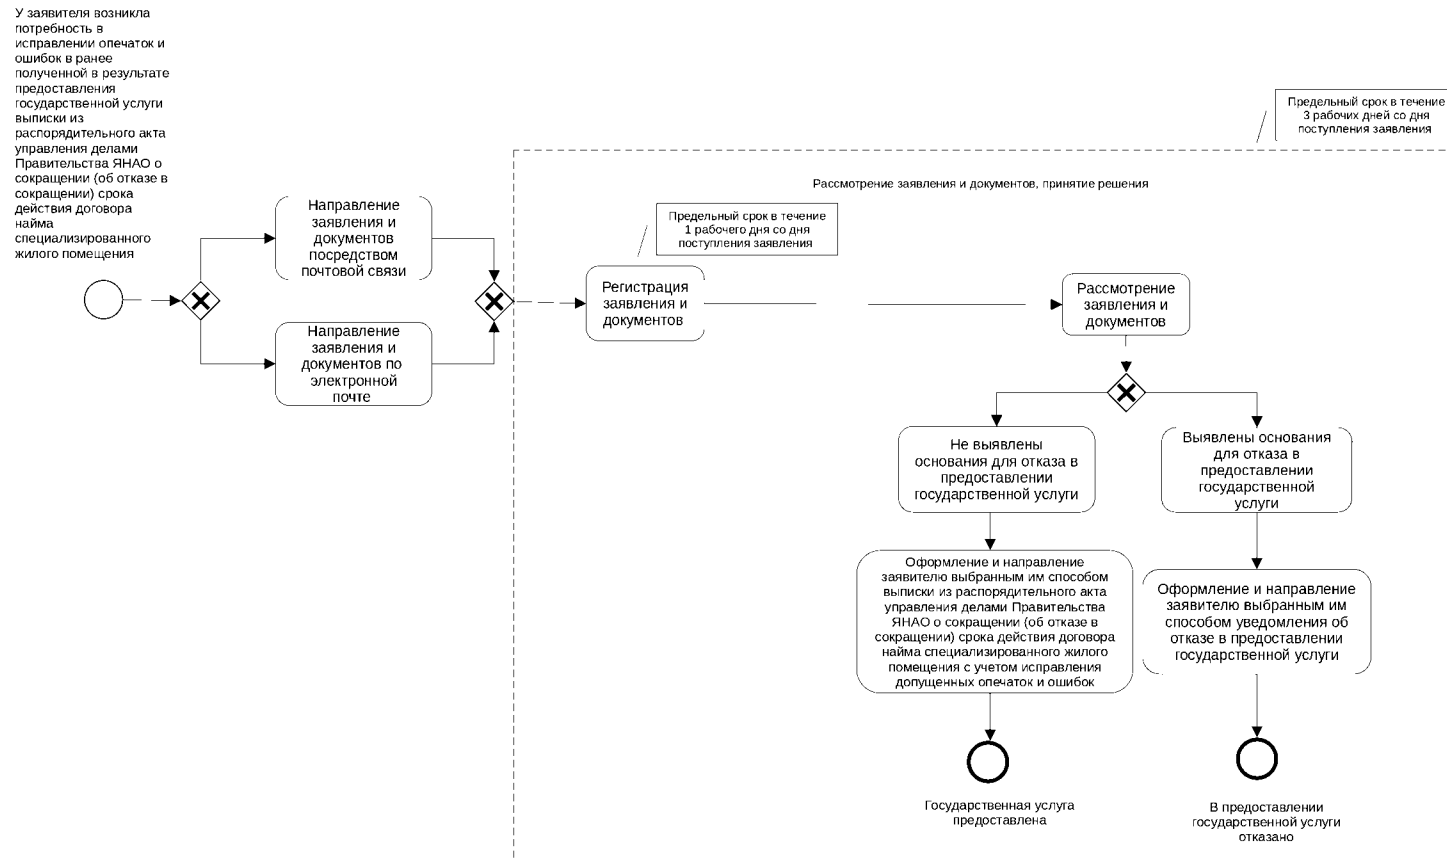 У заявителя возникла
потребность в
исправлении опечаток и
ошибок в ранее
полученной в результате
предоставления
государственной услуги
выписки из
распорядительного акта
управления делами
Правительства ЯНАО о
сокращении (об отказе в
сокращении) срока
действия договора
найма
специализированного
жилого помещения
Направление
заявления и
документов
посредством
почтовой связи
Направление
заявления и
документов по
электронной
почте
Предельный срок в течение
3 рабочих дней со дня
поступления заявления
Рассмотрение заявления и документов, принятие решения
Предельный срок в течение
1 рабочего дня со дня
поступления заявления
Регистрация
заявления и
документов
Рассмотрение
заявления и
документов
Не выявлены
основания для отказа в
предоставлении
государственной услуги
Выявлены основания
для отказа в
предоставлении
государственной
услуги
Оформление и направление
заявителю выбранным им способом
выписки из распорядительного акта
управления делами Правительства
ЯНАО о сокращении (об отказе в
сокращении) срока действия договора
найма специализированного жилого
помещения с учетом исправления
допущенных опечаток и ошибок
Оформление и направление
заявителю выбранным им
способом уведомления об
отказе в предоставлении
государственной услуги
Государственная услуга
предоставлена
В предоставлении
государственной услуги
отказано